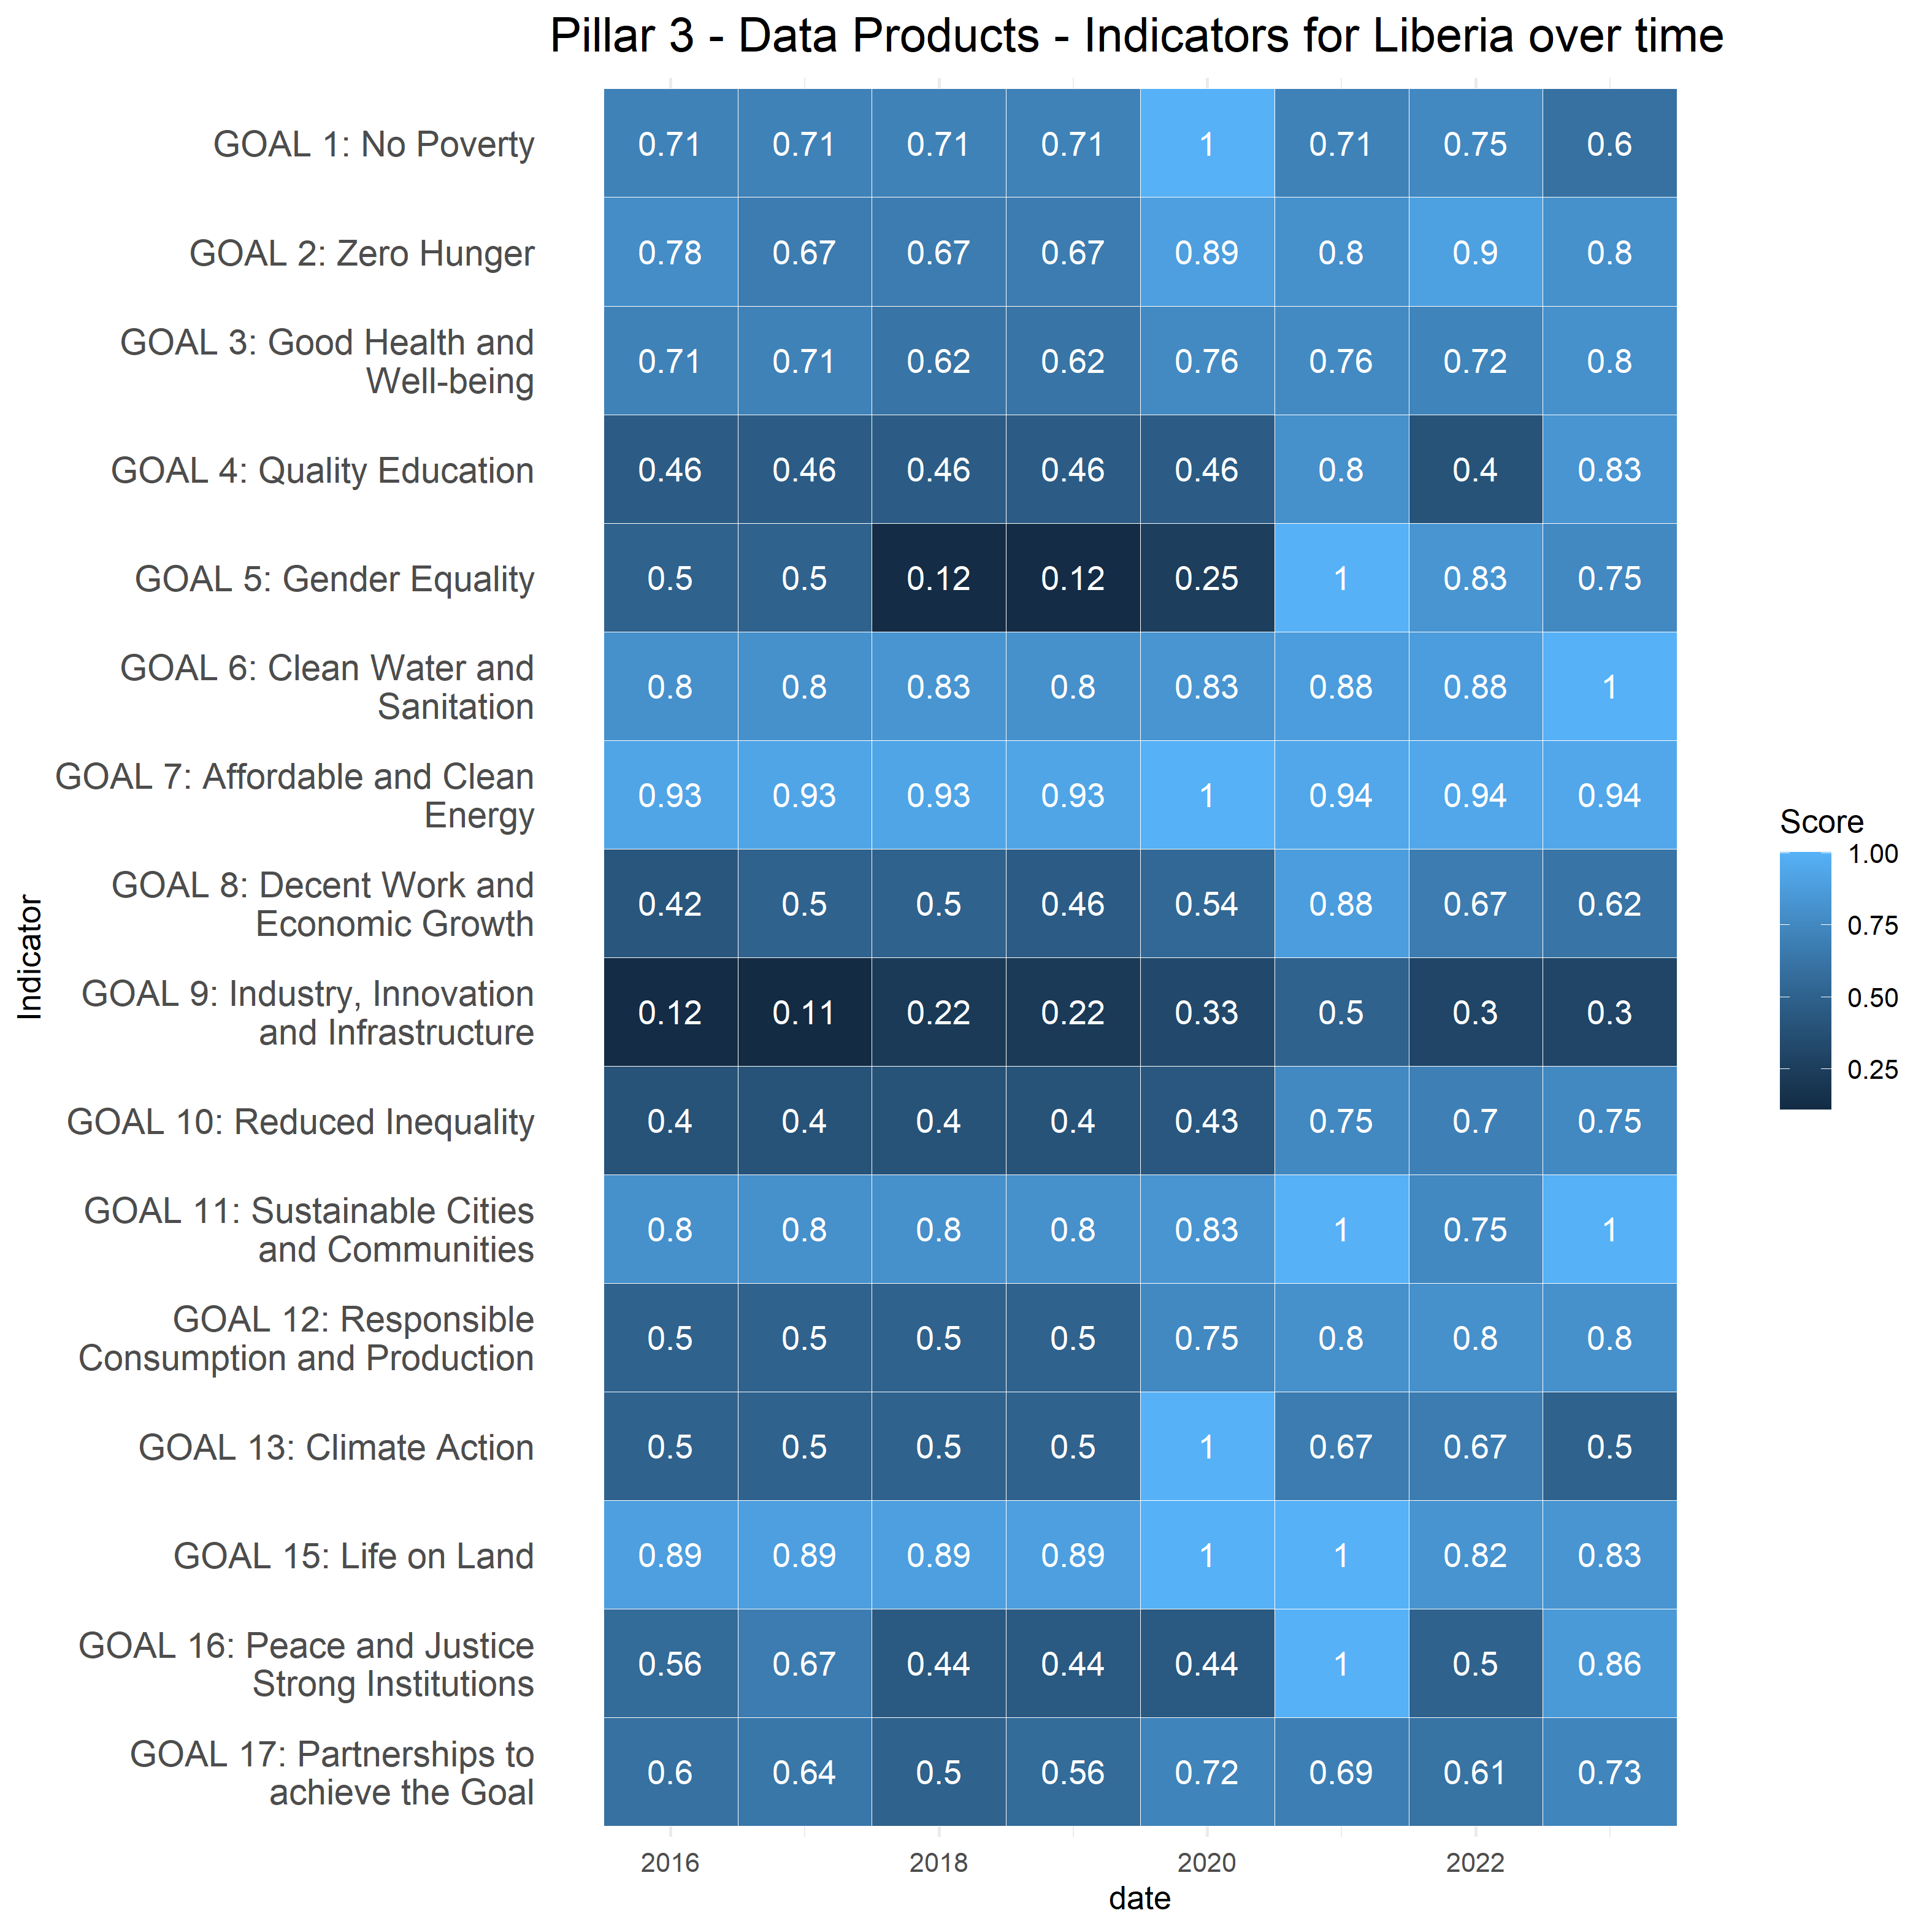 Pillar 3 - Data Products - Indicators for Liberia over time
GOAL 1: No Poverty
0.71 0.71 0.71 0.71 1 0.71 0.75 0.6
GOAL 2: Zero Hunger
0.78 0.67 0.67 0.67 0.89 0.8 0.9 0.8
GOAL 3: Good Health and
Well-being
0.71 0.71 0.62 0.62 0.76 0.76 0.72 0.8
GOAL 4: Quality Education
0.46 0.46 0.46 0.46 0.46 0.8 0.4 0.83
GOAL 5: Gender Equality
0.5 0.5 0.12 0.12 0.25 1 0.83 0.75
GOAL 6: Clean Water and
Sanitation
0.8 0.8 0.83 0.8 0.83 0.88 0.88 1
GOAL 7: Affordable and Clean
Energy
0.93 0.93 0.93 0.93 1 0.94 0.94 0.94
GOAL 8: Decent Work and
Economic Growth
0.42 0.5 0.5 0.46 0.54 0.88 0.67 0.62
GOAL 9: Industry, Innovation
and Infrastructure
0.12 0.11 0.22 0.22 0.33 0.5 0.3 0.3
GOAL 10: Reduced Inequality
0.4 0.4 0.4 0.4 0.43 0.75 0.7 0.75
GOAL 11: Sustainable Cities
and Communities
0.8 0.8 0.8 0.8 0.83 1 0.75 1
GOAL 12: Responsible
Consumption and Production
0.5 0.5 0.5 0.5 0.75 0.8 0.8 0.8
GOAL 13: Climate Action
0.5 0.5 0.5 0.5 1 0.67 0.67 0.5
GOAL 15: Life on Land
0.89 0.89 0.89 0.89 1 1 0.82 0.83
GOAL 16: Peace and Justice
Strong Institutions
0.56 0.67 0.44 0.44 0.44 1 0.5 0.86
GOAL 17: Partnerships to
achieve the Goal
0.6 0.64 0.5 0.56 0.72 0.69 0.61 0.73
2016 2018 2020 2022
date
Indicator
Score
1.00
0.75
0.50
0.25